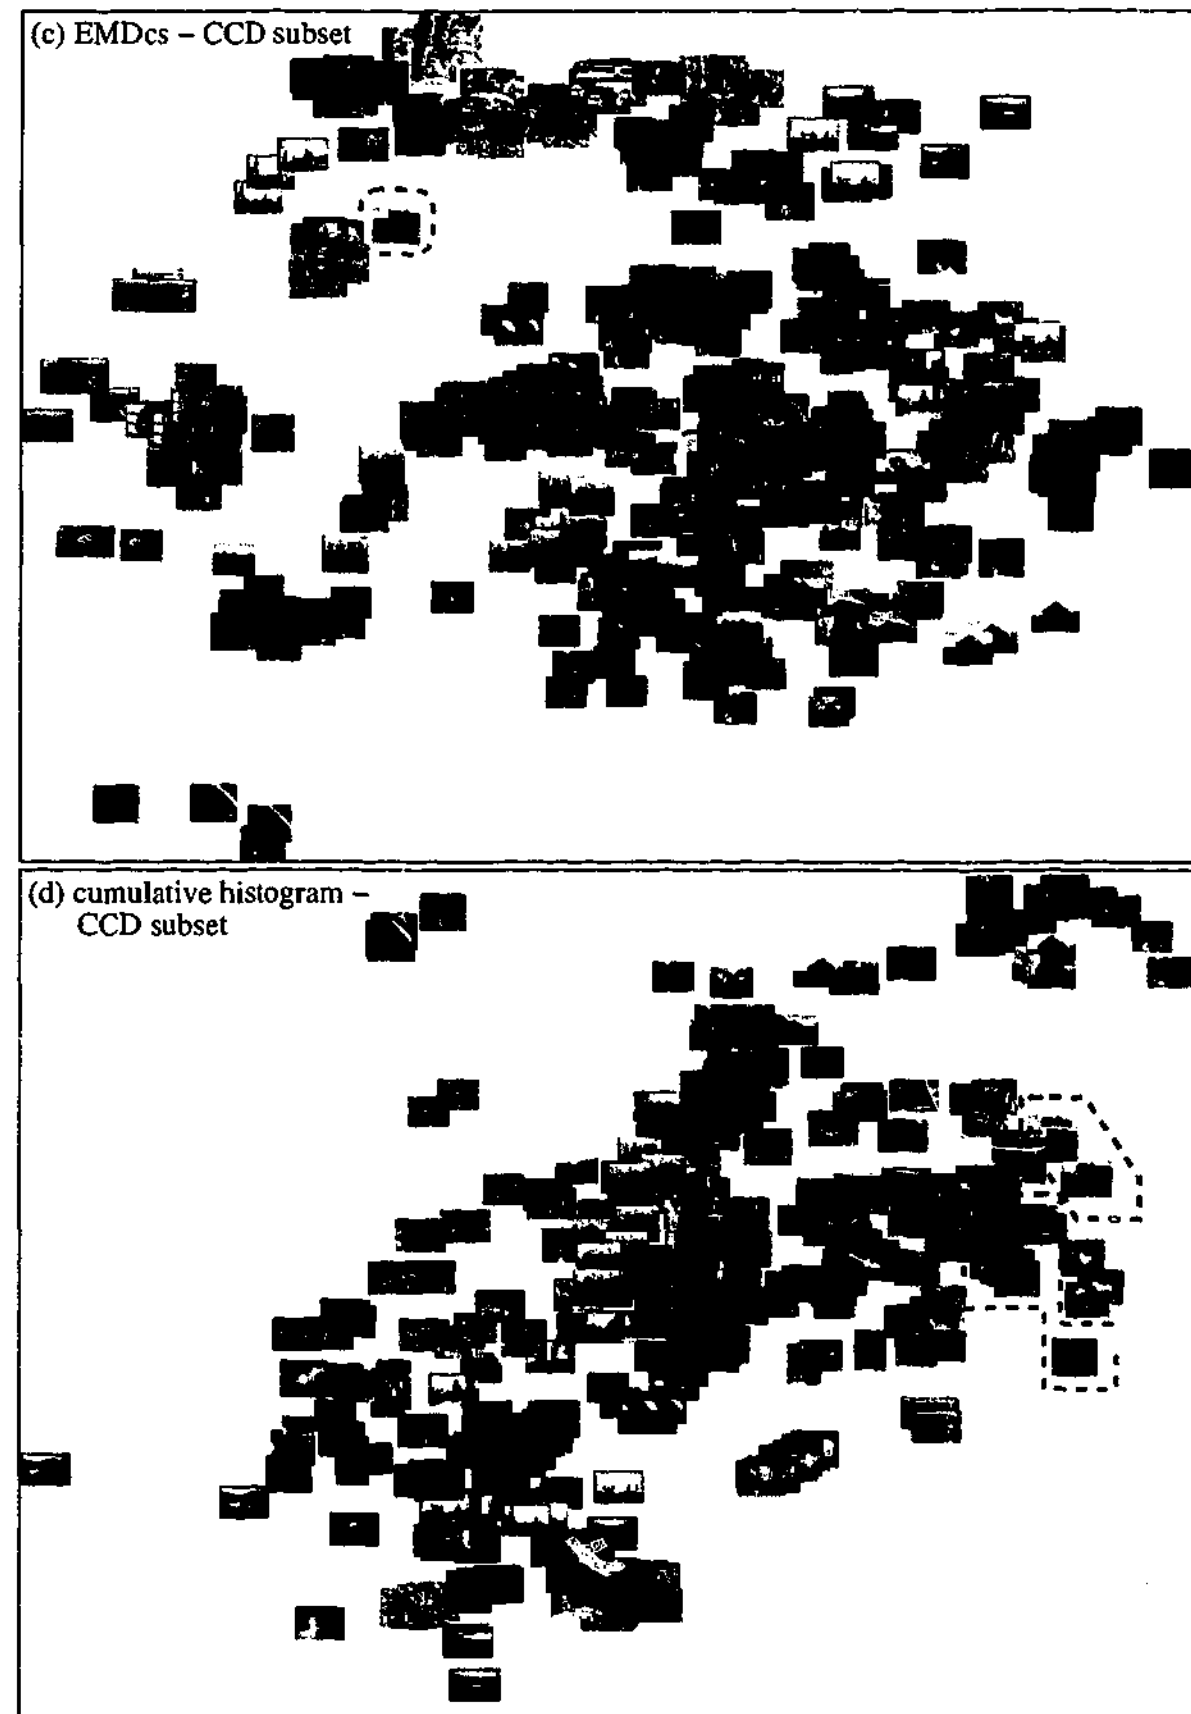 (c) EMDcs – CCD subset
(d) cumulative histogram –
CCD subset